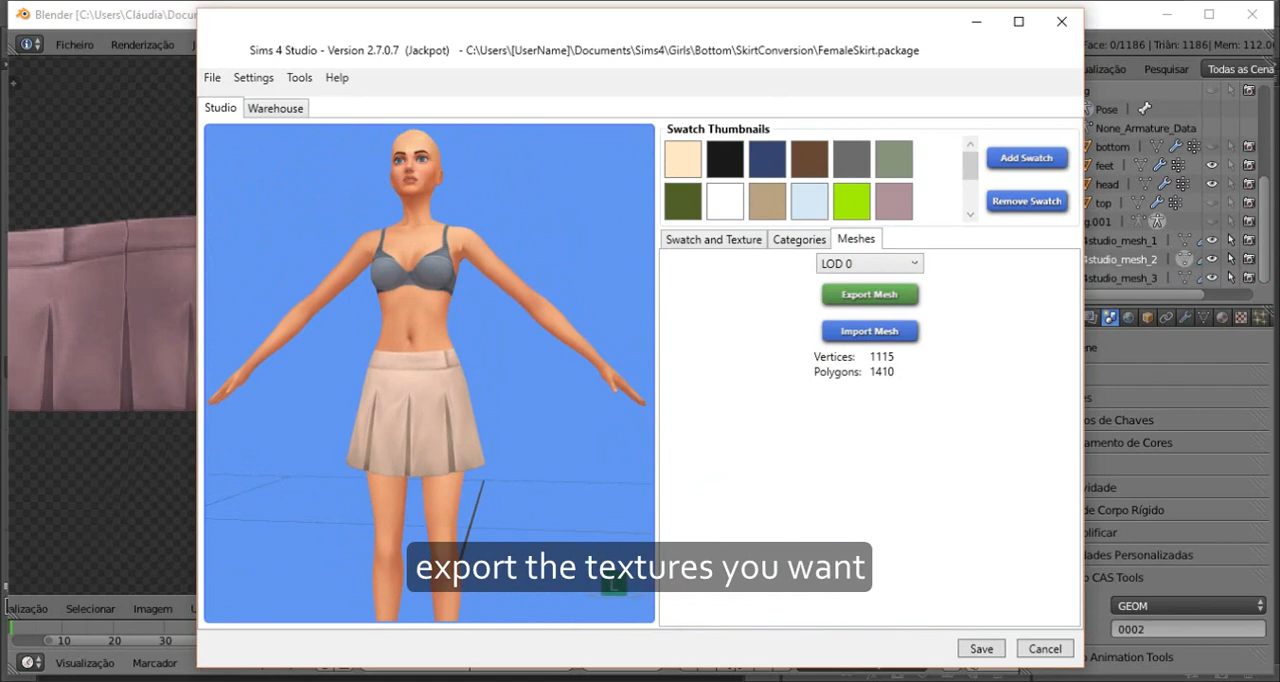 Blender [C:\Users\Cláudia\Docu
Ficheiro Renderização
Sims 4 Studio - Version 2.7.0.7 (Jackpot) - C:\Users\[UserName]\Documents\Sims4\Girls\Bottom\SkirtConversion\FemaleSkirt.package
File Settings Tools Help
Studio Warehouse
Swatch Thumbnails
Add Swatch
Remove Swatch
Swatch and Texture Categories Meshes
LOD 0
Export Mesh
Import Mesh
Vertices: 1115
Polygons: 1410
export the textures you want
L
Save Cancel
Face: 0/1186 | Triân: 1186| Mem: 112.0
ualização Pesquisar Todas as Cena
g
Pose
None_Armature_Data
bottom
feet
head
top
g.001
4studio_mesh_1
4studio_mesh_2
4studio_mesh_3
ene
es
os de Chaves
amento de Cores
vidade
de Corpo Rígido
plificar
dades Personalizadas
o CAS Tools
GEOM
0002
o Animation Tools
lização Selecionar Imagem
10 20 30
Visualização Marcador